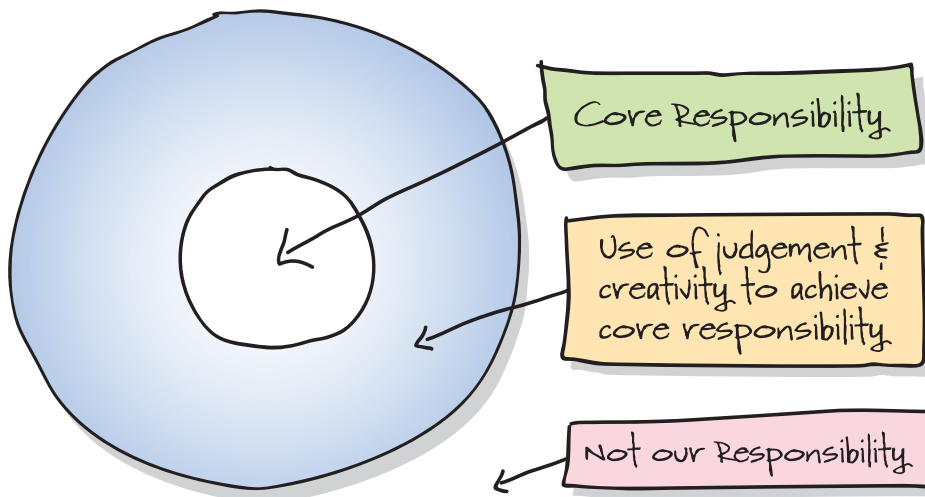 Core Responsibility
Use of judgement &
creativity to achieve
core responsibility
Not our Responsibility